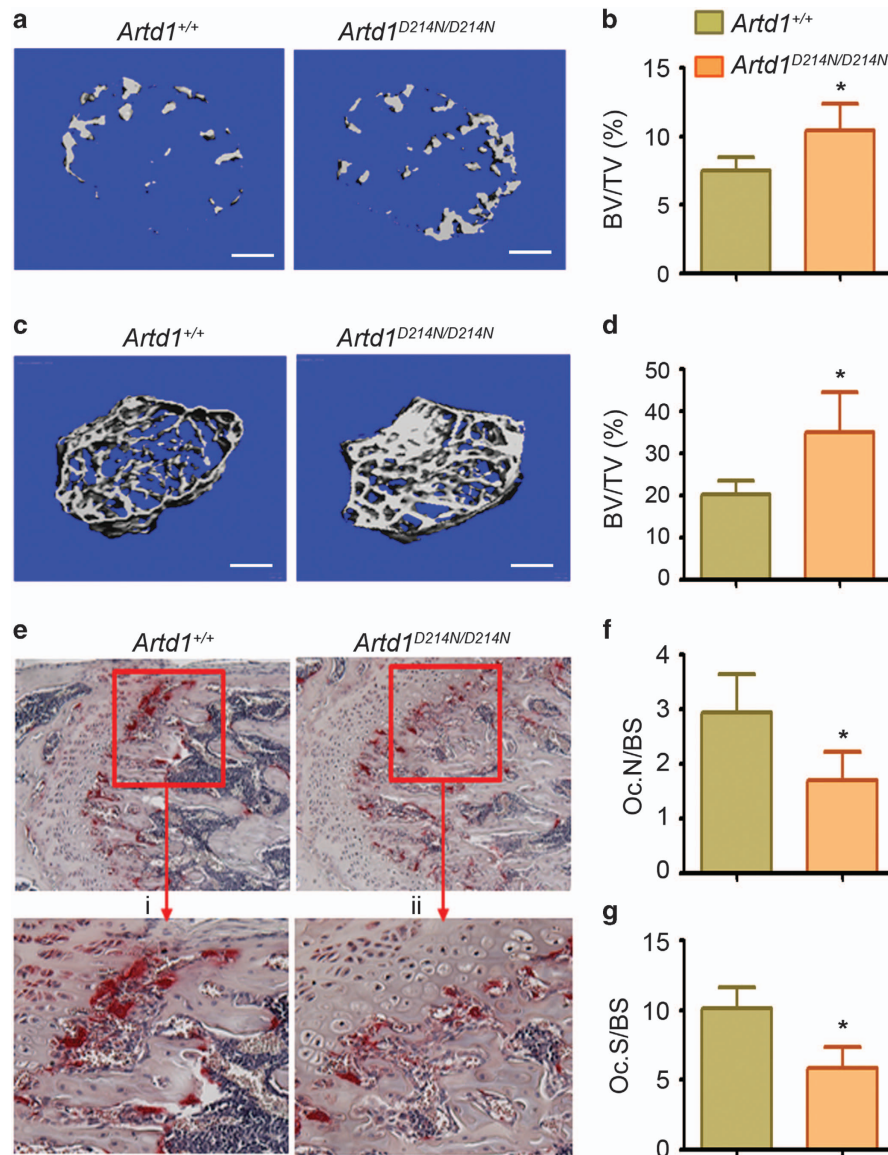 a
Artd1+/+
Artd1D214N/D214N
b
Artd1+/+
Artd1D214N/D214N
15
10
5
0
BV/TV (%)
*
c
Artd1+/+
Artd1D214N/D214N
d
50
40
30
20
10
0
BV/TV (%)
*
e
Artd1+/+
Artd1D214N/D214N
i
ii
f
4
3
2
1
0
Oc.N/BS
*
g
15
10
5
0
Oc.S/BS
*